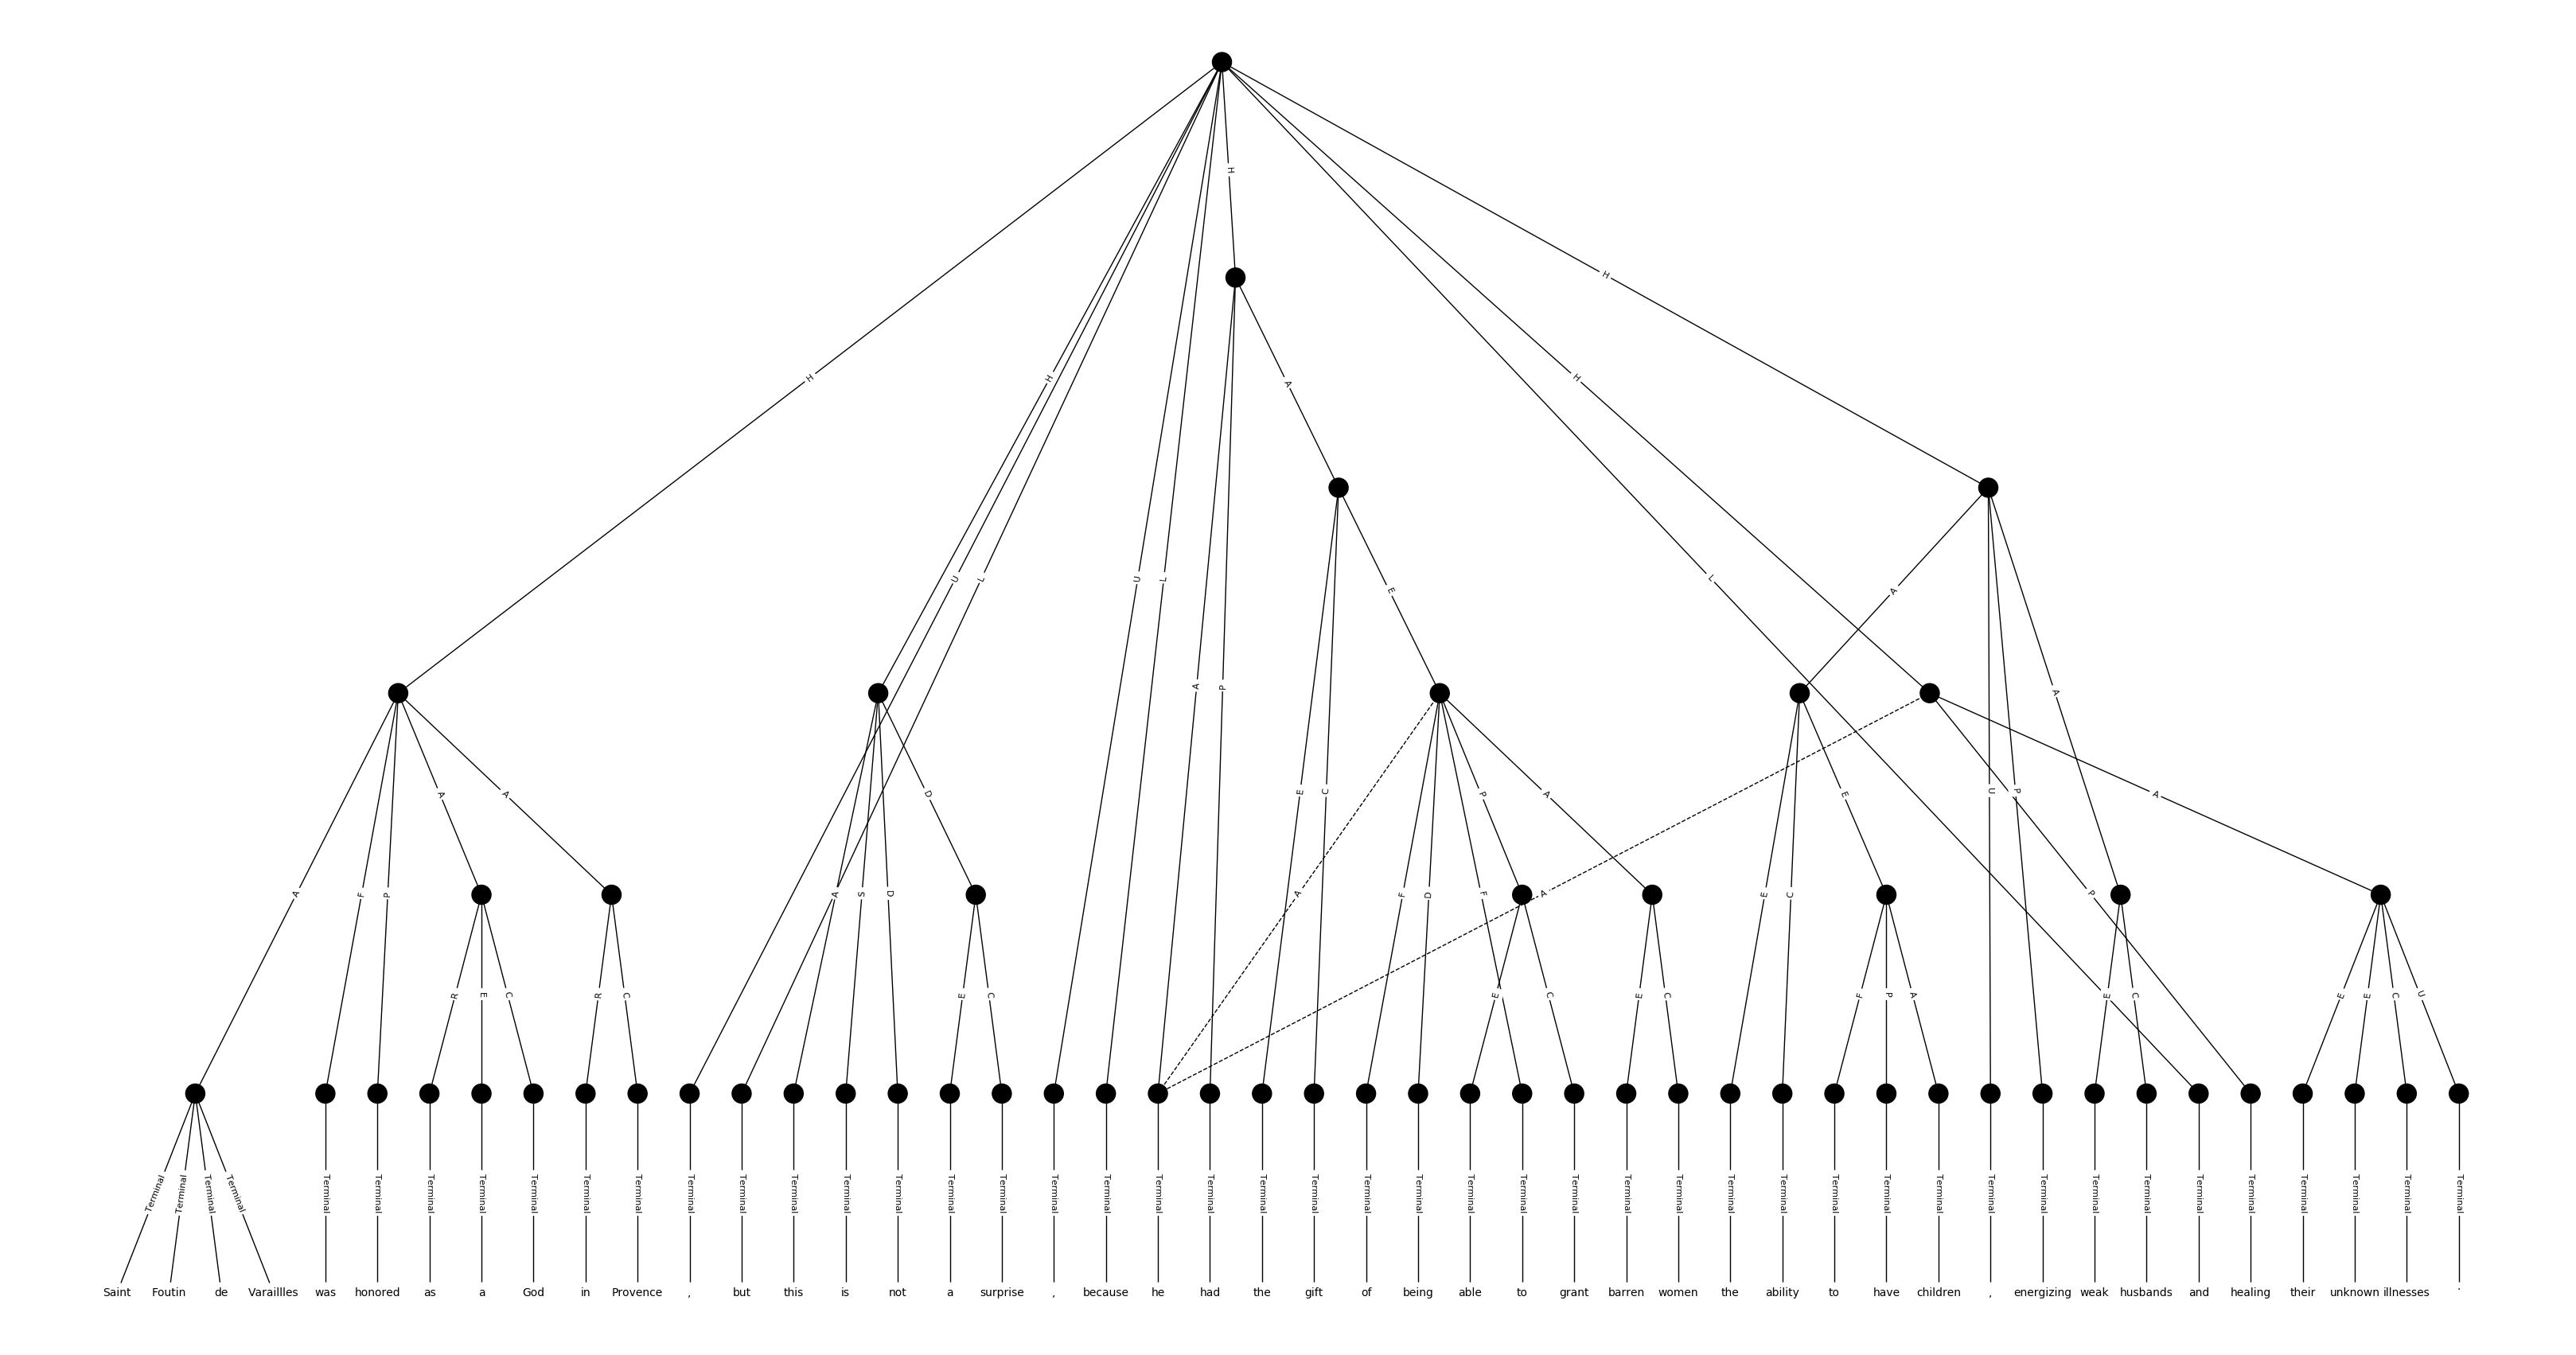 H
H
A
H
H
H
U
L
U
L
L
A
E
A
A
P
A
A
A
D
P
A
E
C
E
U
P
A
A
F
P
A
S
D
A
F
D
F
A
E
C
P
R
E
C
R
C
E
C
E
C
E
C
F
P
A
E
C
E
E
C
U
Terminal Terminal Terminal Terminal Terminal Terminal Terminal Terminal Terminal Terminal Terminal Terminal Terminal Terminal Terminal Terminal Terminal Terminal Terminal Terminal Terminal Terminal Terminal Terminal Terminal Terminal Terminal Terminal Terminal Terminal Terminal Terminal Terminal Terminal Terminal Terminal Terminal Terminal Terminal Terminal Terminal Terminal Terminal Terminal Terminal Terminal
Saint Foutin de Varaillles was honored as a God in Provence , but this is not a surprise , because he had the gift of being able to grant barren women the ability to have children , energizing weak husbands and healing their unknown illnesses .